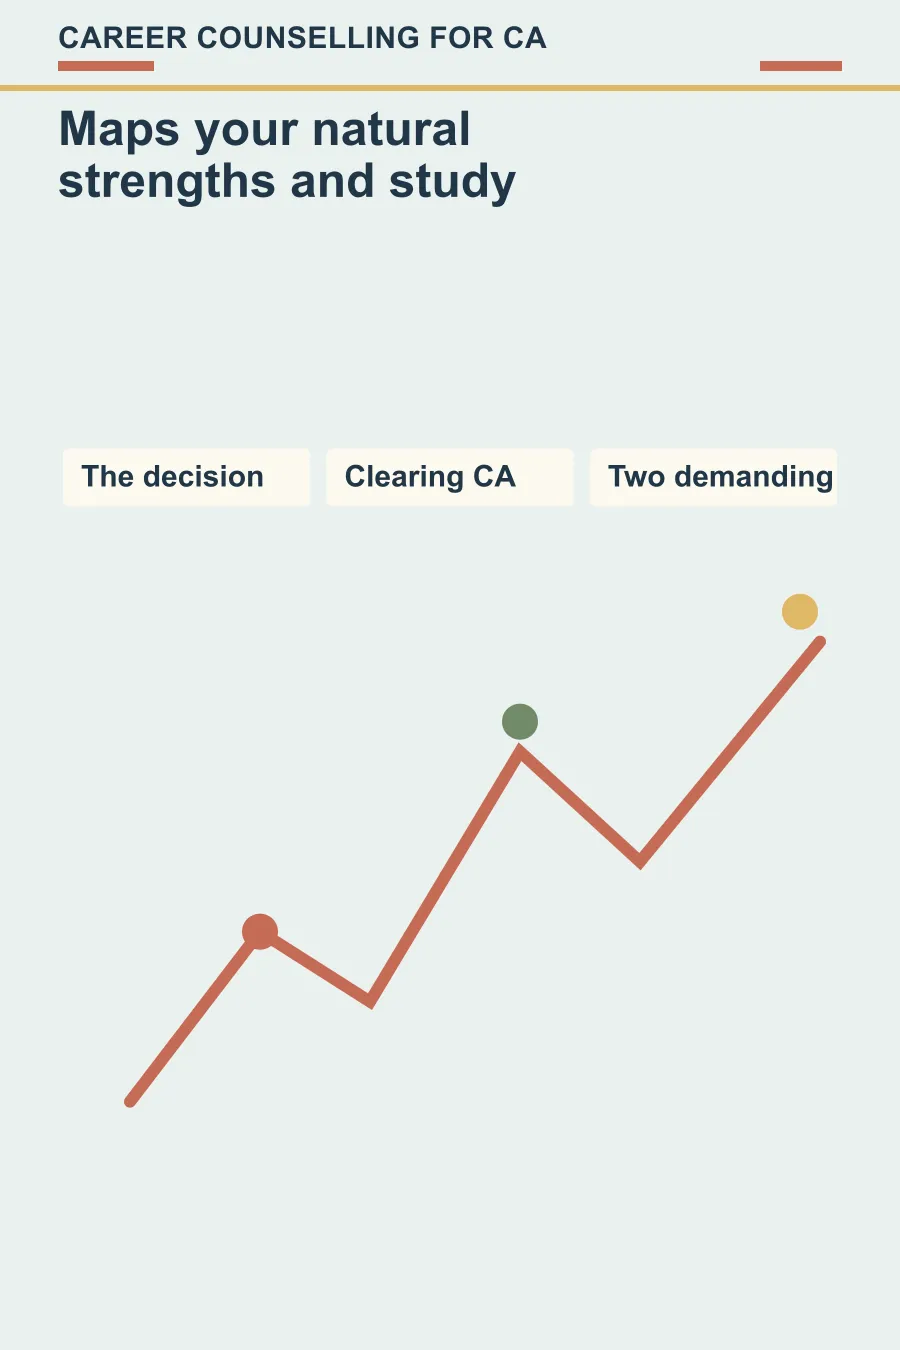 CAREER COUNSELLING FOR CA
Maps your natural
strengths and study
The decision
Clearing CA
Two demanding